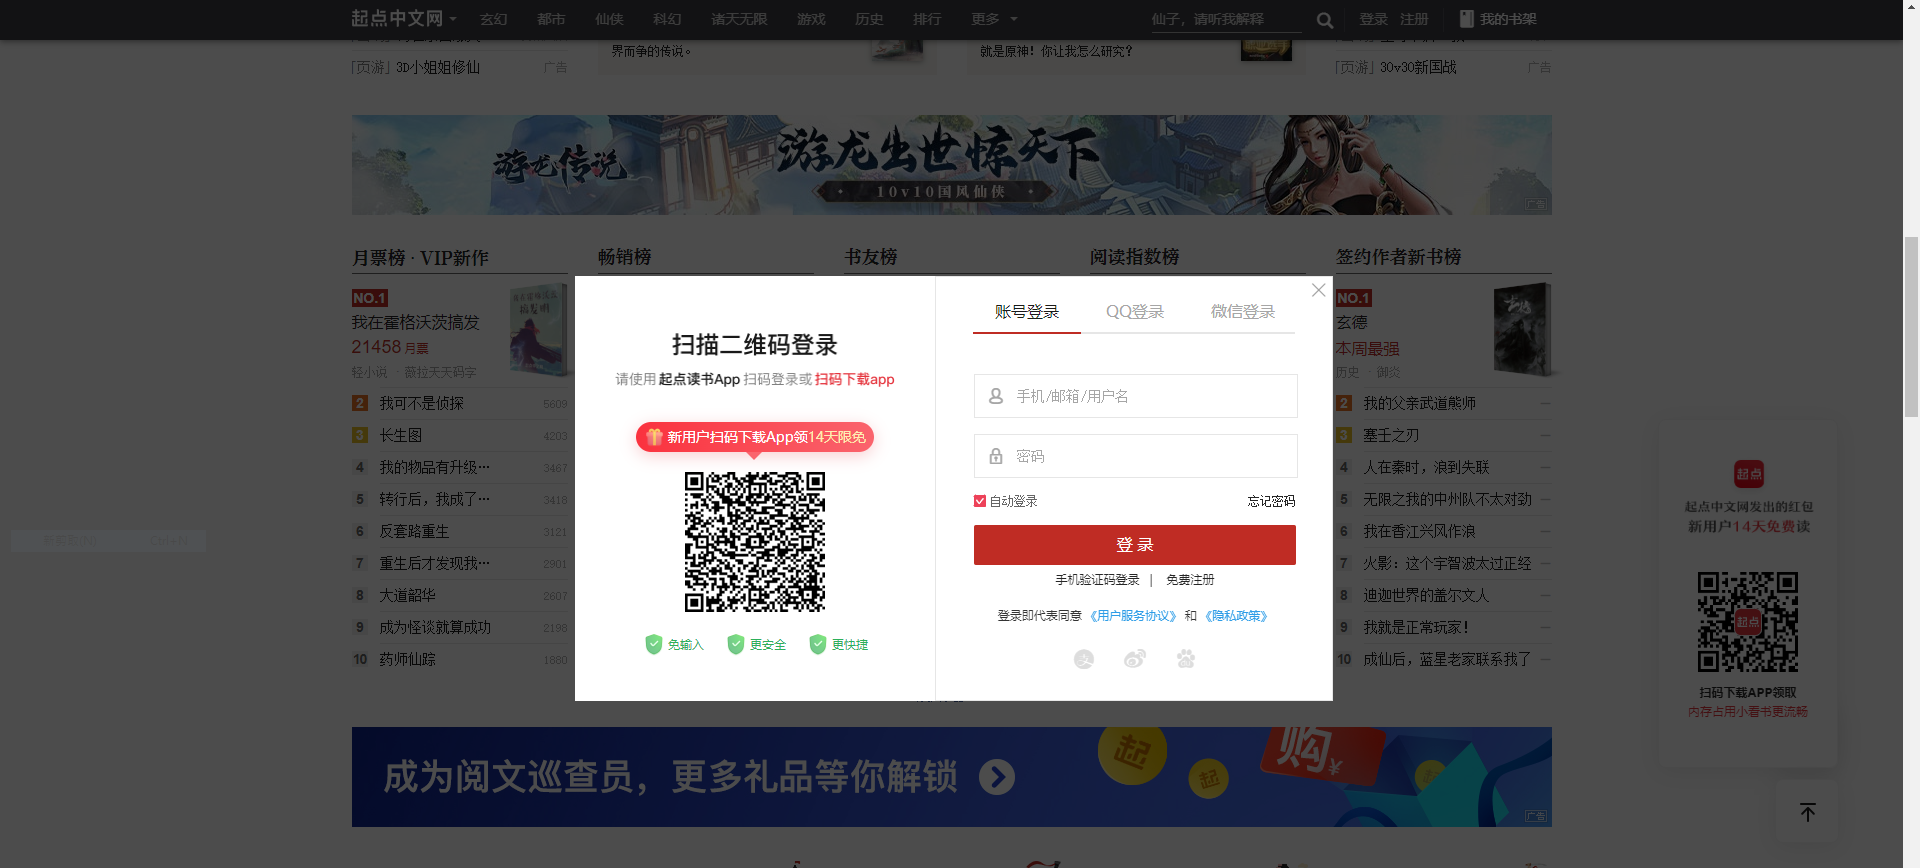 起点中文网 玄幻 都市 仙侠 科幻 诸天无限 游戏 历史 排行 更多 仙子，请听我解释 登录 注册 我的书架
界而争的传说。
就是原神！你让我怎么研究？
[页游] 3D小姐姐修仙 广告
[页游] 30v30新国战 广告
游龙传说
游龙出世惊天下
10v10国风仙侠
广告
月票榜 · VIP新作
畅销榜
书友榜
阅读指数榜
签约作者新书榜
NO.1
我在霍格沃茨搞发
21458 月票
轻小说 · 薇拉天天码字
2 我可不是侦探 5609
3 长生图 4203
4 我的物品有升级… 3467
5 转行后，我成了… 3418
6 反套路重生 3121
7 重生后才发现我… 2901
8 大道韶华 2607
9 成为怪谈就算成功 2198
10 药师仙踪 1880
扫描二维码登录
请使用 起点读书App 扫码登录或 扫码下载app
新用户扫码下载App领14天限免
免输入 更安全 更快捷
账号登录 QQ登录 微信登录
手机/邮箱/用户名
密码
自动登录 忘记密码
登 录
手机验证码登录 | 免费注册
登录即代表同意 《用户服务协议》 和 《隐私政策》
NO.1
玄德
本周最强
历史 · 御炎
玄德
2 我的父亲武道熊师
3 塞壬之刃
4 人在秦时，浪到失联
5 无限之我的中州队不太对劲
6 我在香江兴风作浪
7 火影：这个宇智波太过正经
8 迪迦世界的盖尔文人
9 我就是正常玩家！
10 成仙后，蓝星老家联系我了
起点
起点中文网发出的红包
新用户14天免费读
起点
扫码下载APP领取
内存占用小看书更流畅
Ctrl+N
成为阅文巡查员，更多礼品等你解锁
起
起
购
¥
起
广告